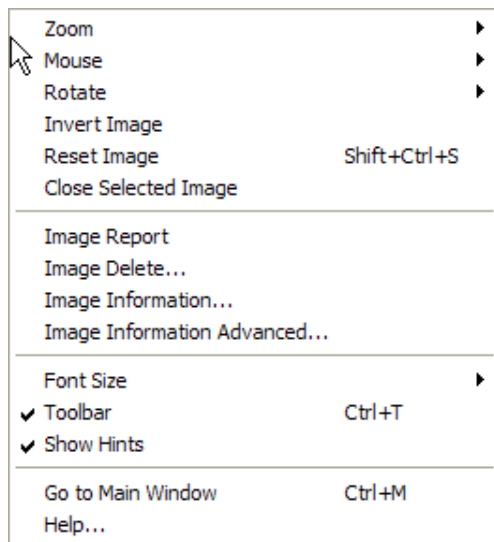 Zoom
Mouse
Rotate
Invert Image
Reset Image Shift+Ctrl+S
Close Selected Image
Image Report
Image Delete...
Image Information...
Image Information Advanced...
Font Size
Toolbar Ctrl+T
Show Hints
Go to Main Window Ctrl+M
Help...